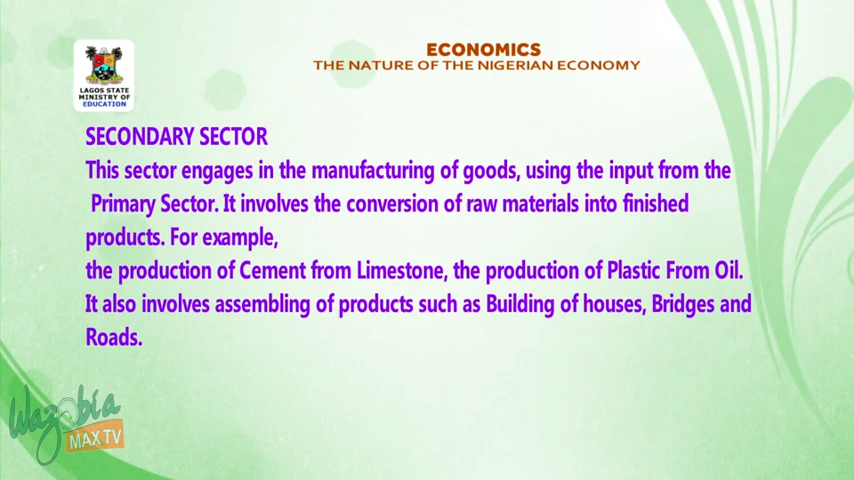 ECONOMICS
THE NATURE OF THE NIGERIAN ECONOMY
LAGOS STATE
MINISTRY OF
EDUCATION
SECONDARY SECTOR
This sector engages in the manufacturing of goods, using the input from the
Primary Sector. It involves the conversion of raw materials into finished
products. For example,
the production of Cement from Limestone, the production of Plastic From Oil.
It also involves assembling of products such as Building of houses, Bridges and
Roads.
Wazobia
MAX TV